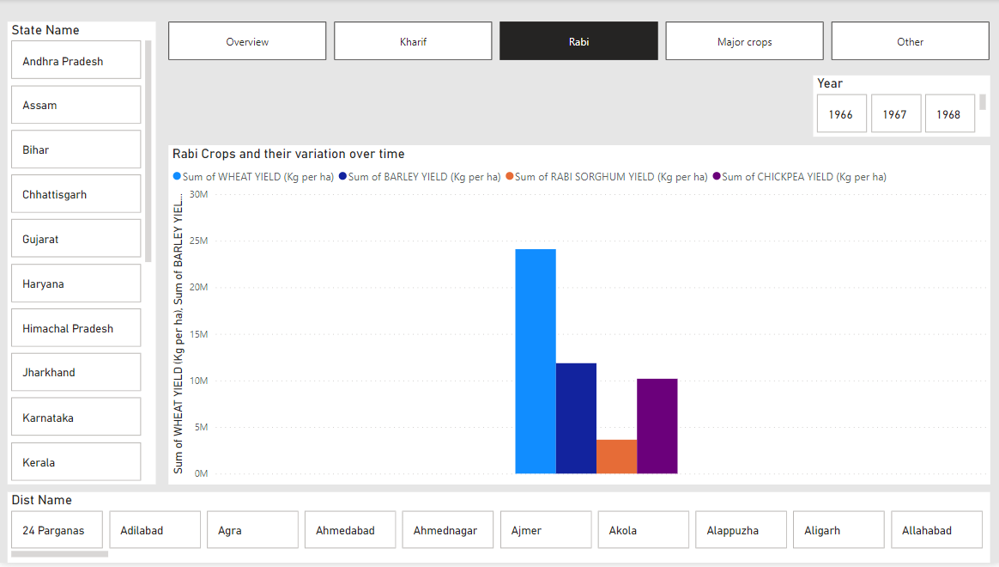 State Name
Andhra Pradesh
Assam
Bihar
Chhattisgarh
Gujarat
Haryana
Himachal Pradesh
Jharkhand
Karnataka
Kerala
Overview
Kharif
Rabi
Major crops
Other
Year
1966
1967
1968
Rabi Crops and their variation over time
Sum of WHEAT YIELD (Kg per ha)
Sum of BARLEY YIELD (Kg per ha)
Sum of RABI SORGHUM YIELD (Kg per ha)
Sum of CHICKPEA YIELD (Kg per ha)
Sum of WHEAT YIELD (Kg per ha), Sum of BARLEY YIEL...
30M
25M
20M
15M
10M
5M
0M
Dist Name
24 Parganas
Adilabad
Agra
Ahmedabad
Ahmednagar
Ajmer
Akola
Alappuzha
Aligarh
Allahabad